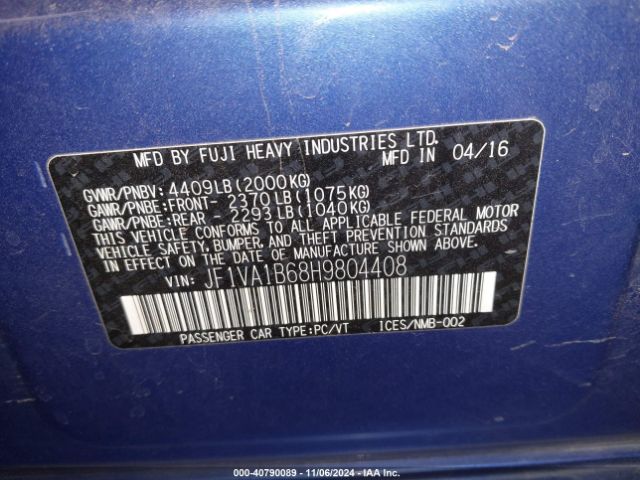 MFD BY FUJI HEAVY INDUSTRIES LTD.
MFD IN 04/16
GVWR/PNBV: 4409LB(2000KG)
GAWR/PNBE:FRONT- 2370LB(1075KG)
GAWR/PNBE:REAR - 2293LB(1040KG)
THIS VEHICLE CONFORMS TO ALL APPLICABLE FEDERAL MOTOR
VEHICLE SAFETY, BUMPER, AND THEFT PREVENTION STANDARDS
IN EFFECT ON THE DATE OF MANUFACTURE SHOWN ABOVE.
VIN: JF1VA1B68H9804408
PASSENGER CAR TYPE:PC/VT ICES/NMB-002
000-40790089 - 11/06/2024 - IAA Inc.